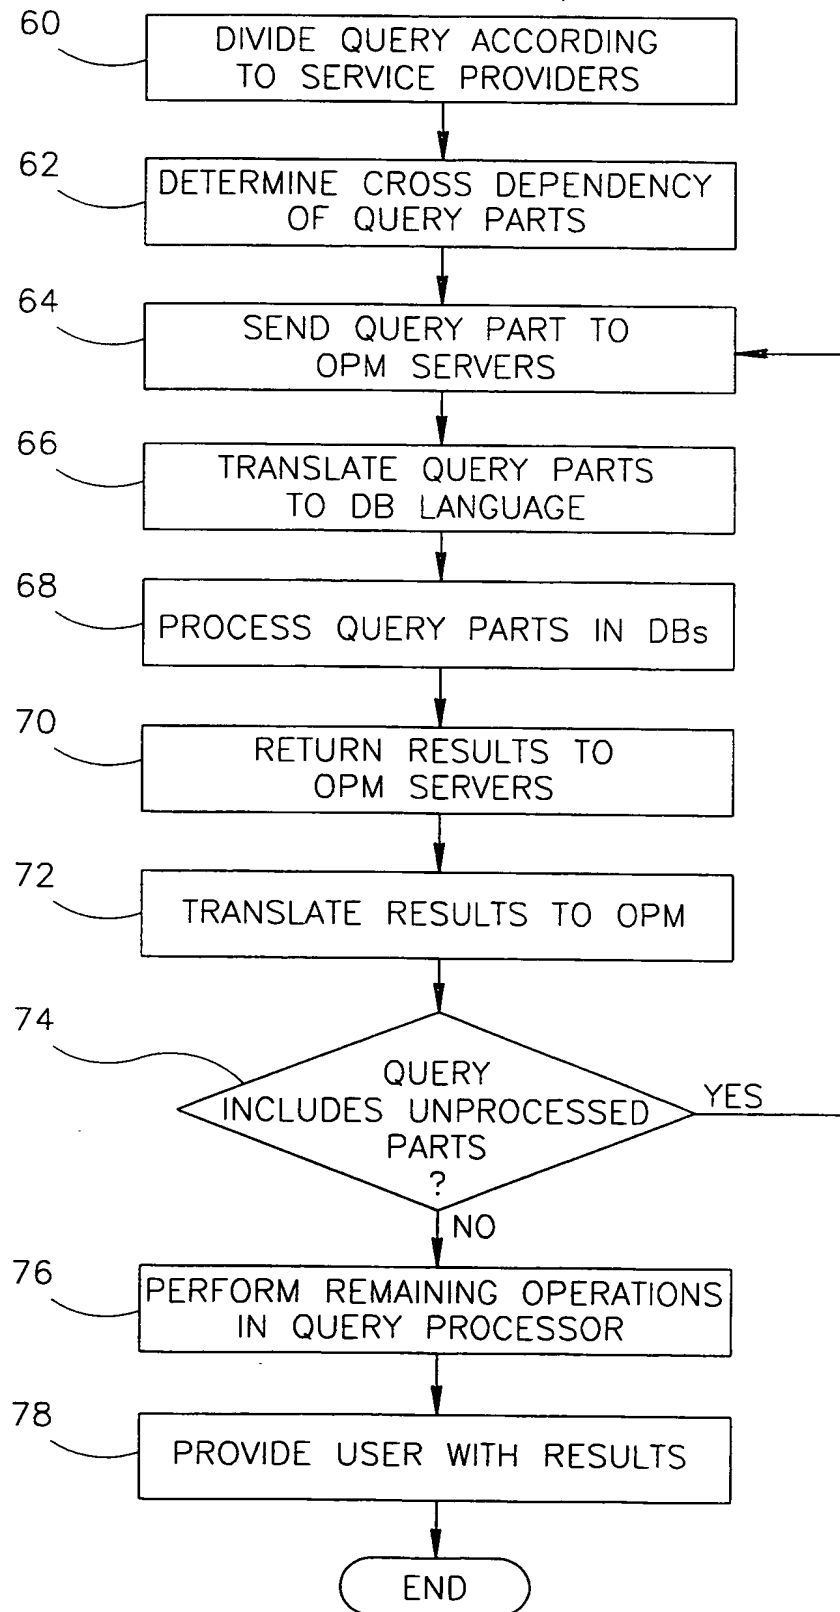 60
DIVIDE QUERY ACCORDING
TO SERVICE PROVIDERS
62
DETERMINE CROSS DEPENDENCY
OF QUERY PARTS
64
SEND QUERY PART TO
OPM SERVERS
66
TRANSLATE QUERY PARTS
TO DB LANGUAGE
68
PROCESS QUERY PARTS IN DBs
70
RETURN RESULTS TO
OPM SERVERS
72
TRANSLATE RESULTS TO OPM
74
QUERY
INCLUDES UNPROCESSED
PARTS
?
YES
NO
76
PERFORM REMAINING OPERATIONS
IN QUERY PROCESSOR
78
PROVIDE USER WITH RESULTS
END